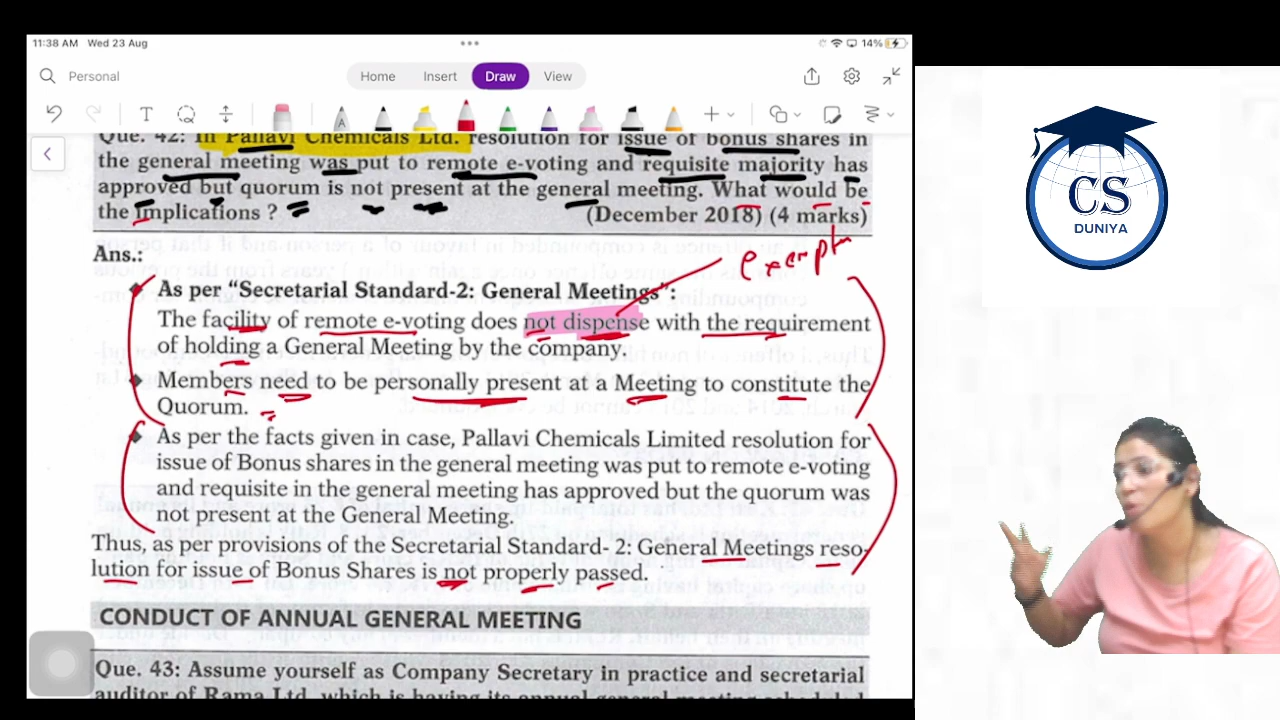 11:38 AM Wed 23 Aug
14%
Personal
Home Insert Draw View
Que. 42: In Pallavi Chemicals Ltd. resolution for issue of bonus shares in
the general meeting was put to remote e-voting and requisite majority has
approved but quorum is not present at the general meeting. What would be
the implications ?
(December 2018) (4 marks)
Ans.:
As per “Secretarial Standard-2: General Meetings”:
The facility of remote e-voting does not dispense with the requirement
of holding a General Meeting by the company.
Members need to be personally present at a Meeting to constitute the
Quorum.
As per the facts given in case, Pallavi Chemicals Limited resolution for
issue of Bonus shares in the general meeting was put to remote e-voting
and requisite in the general meeting has approved but the quorum was
not present at the General Meeting.
Thus, as per provisions of the Secretarial Standard- 2: General Meetings reso-
lution for issue of Bonus Shares is not properly passed.
CONDUCT OF ANNUAL GENERAL MEETING
Que. 43: Assume yourself as Company Secretary in practice and secretarial
auditor of Rama Ltd. which is having its annual general meeting scheduled
CS
DUNIYA